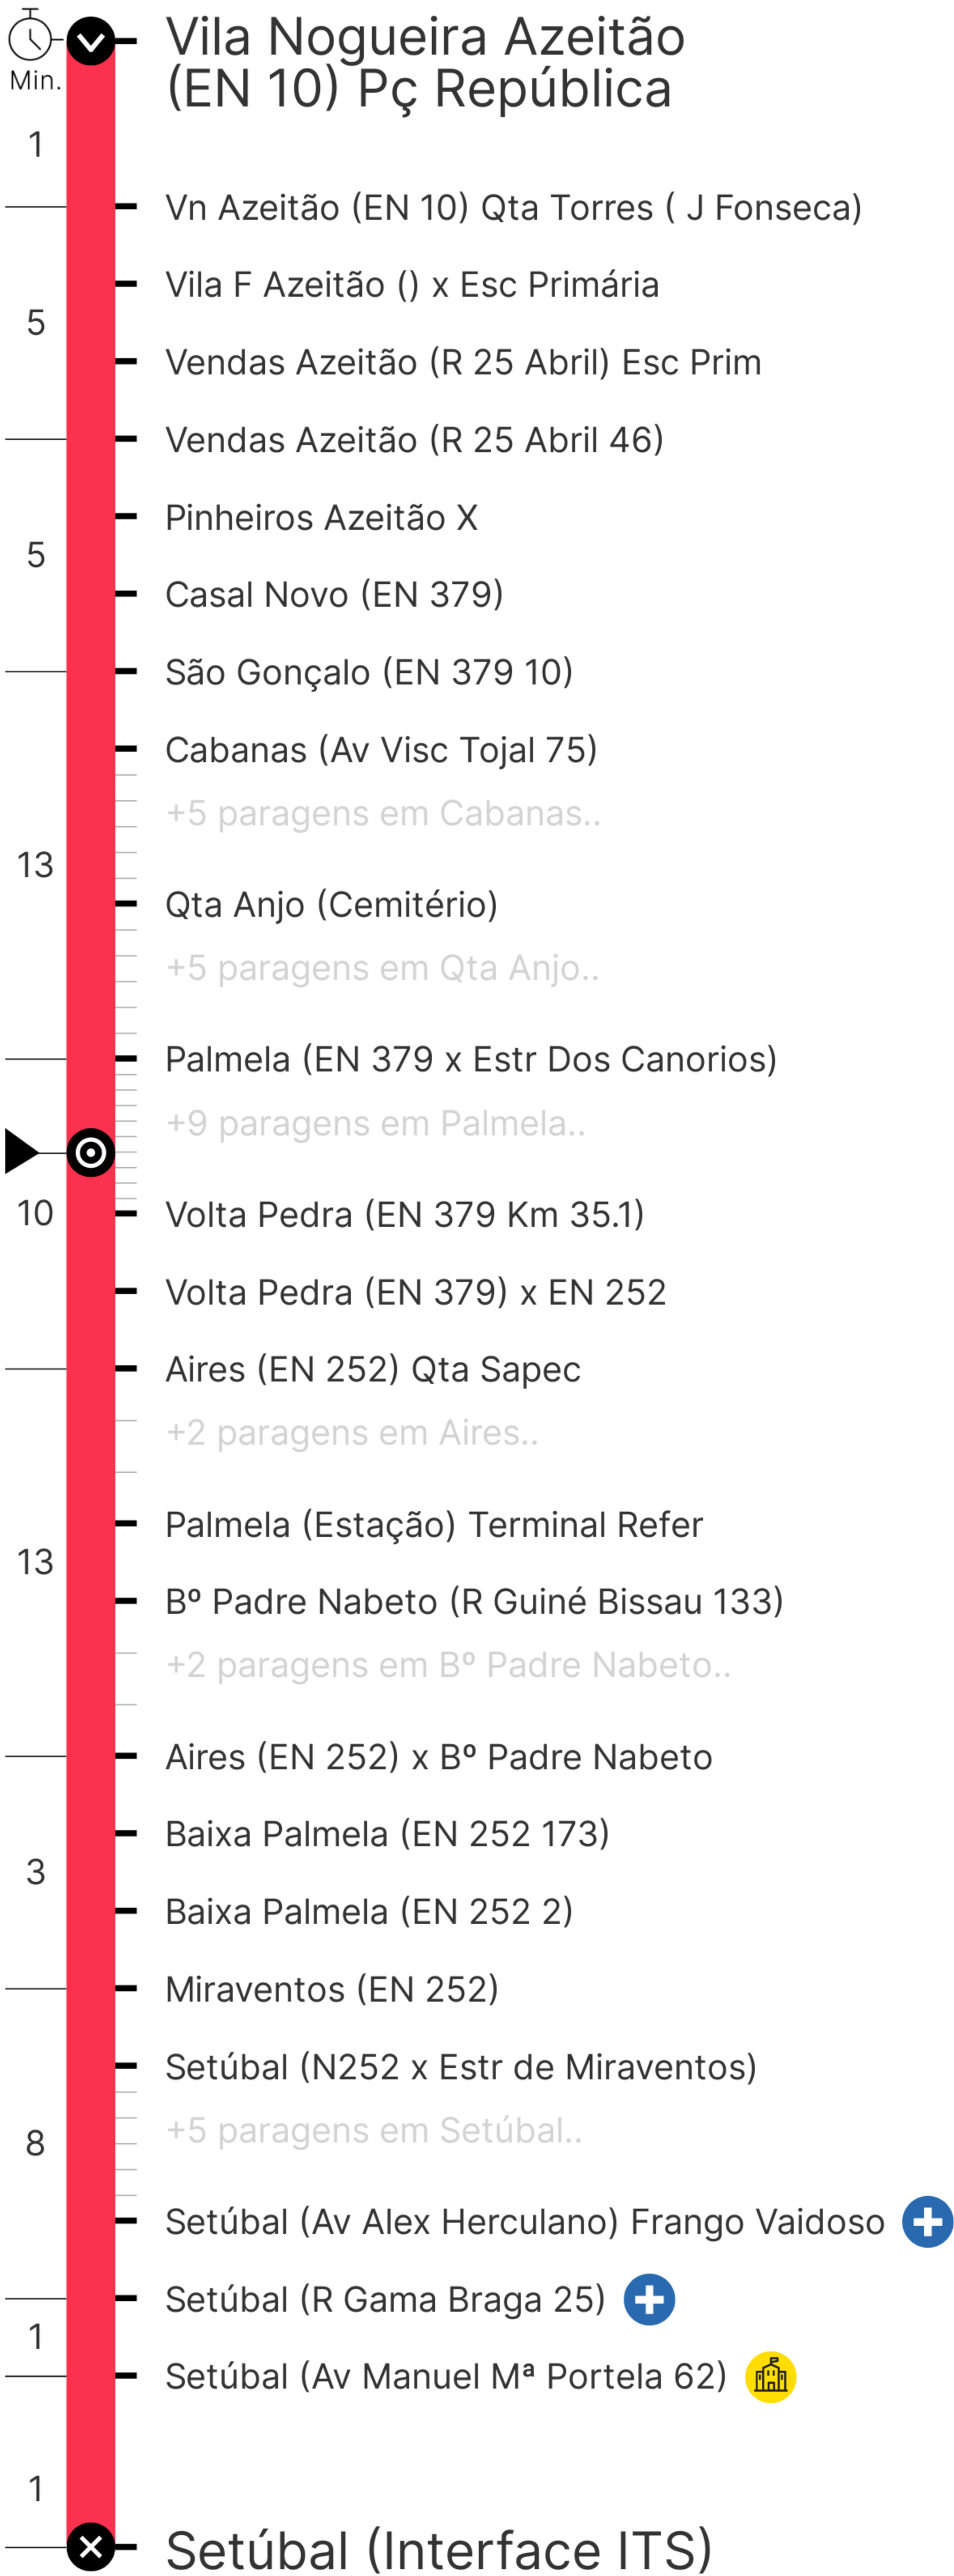 Vila Nogueira Azeitão
(EN 10) Pç República
Min.
1
Vn Azeitão (EN 10) Qta Torres ( J Fonseca)
Vila F Azeitão () x Esc Primária
5
Vendas Azeitão (R 25 Abril) Esc Prim
Vendas Azeitão (R 25 Abril 46)
Pinheiros Azeitão X
5
Casal Novo (EN 379)
São Gonçalo (EN 379 10)
Cabanas (Av Visc Tojal 75)
+5 paragens em Cabanas..
13
Qta Anjo (Cemitério)
+5 paragens em Qta Anjo..
Palmela (EN 379 x Estr Dos Canorios)
+9 paragens em Palmela..
10
Volta Pedra (EN 379 Km 35.1)
Volta Pedra (EN 379) x EN 252
Aires (EN 252) Qta Sapec
+2 paragens em Aires..
Palmela (Estação) Terminal Refer
13
Bº Padre Nabeto (R Guiné Bissau 133)
+2 paragens em Bº Padre Nabeto..
Aires (EN 252) x Bº Padre Nabeto
Baixa Palmela (EN 252 173)
3
Baixa Palmela (EN 252 2)
Miraventos (EN 252)
Setúbal (N252 x Estr de Miraventos)
+5 paragens em Setúbal..
8
Setúbal (Av Alex Herculano) Frango Vaidoso
Setúbal (R Gama Braga 25)
1
Setúbal (Av Manuel Mª Portela 62)
1
Setúbal (Interface ITS)